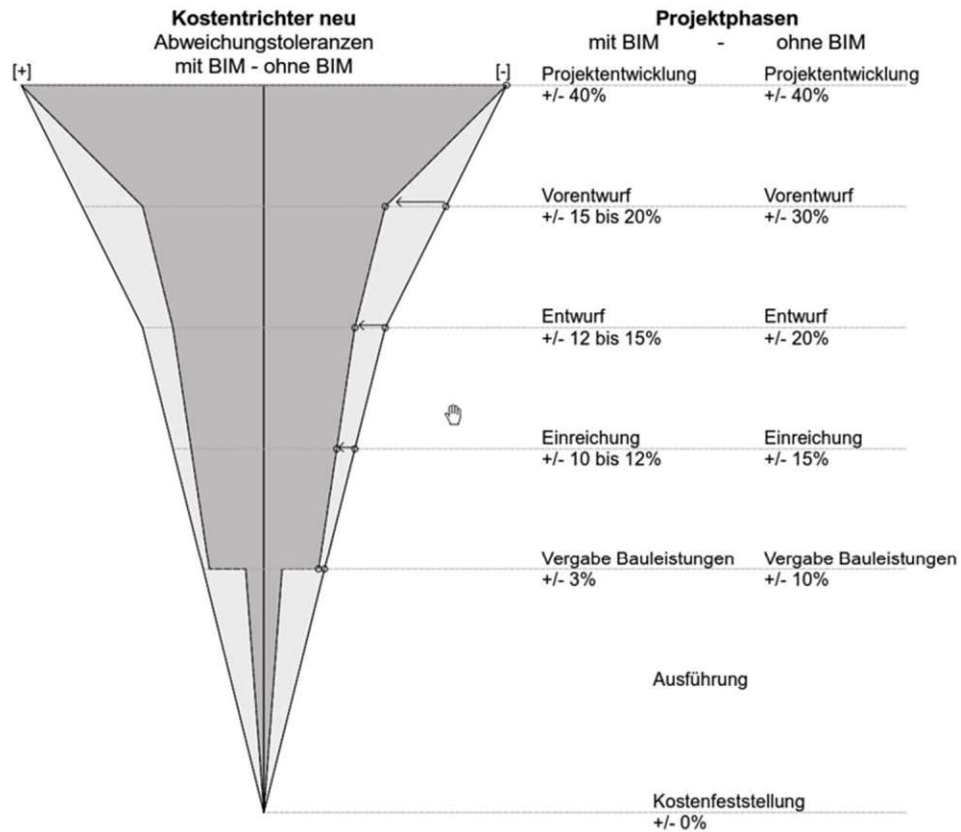 Kostentrichter neu
Abweichungstoleranzen
mit BIM - ohne BIM
[+]
[-]
Projektphasen
mit BIM - ohne BIM
Projektentwicklung Projektentwicklung
+/- 40% +/- 40%
Vorentwurf Vorentwurf
+/- 15 bis 20% +/- 30%
Entwurf Entwurf
+/- 12 bis 15% +/- 20%
Einreichung Einreichung
+/- 10 bis 12% +/- 15%
Vergabe Bauleistungen Vergabe Bauleistungen
+/- 3% +/- 10%
Ausführung
Kostenfeststellung
+/- 0%